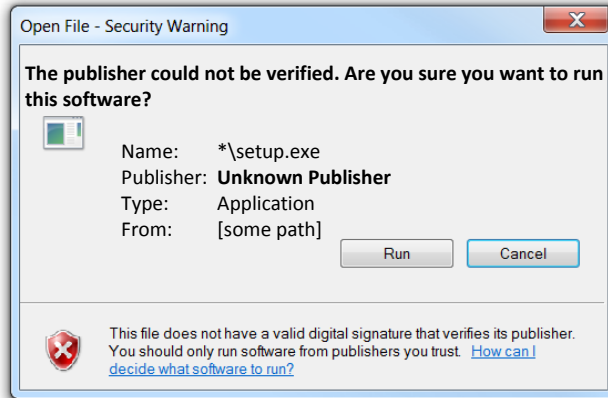 Open File - Security Warning
The publisher could not be verified. Are you sure you want to run
this software?
Name: *\setup.exe
Publisher: Unknown Publisher
Type: Application
From: [some path]
Run Cancel
This file does not have a valid digital signature that verifies its publisher.
You should only run software from publishers you trust. How can I
decide what software to run?